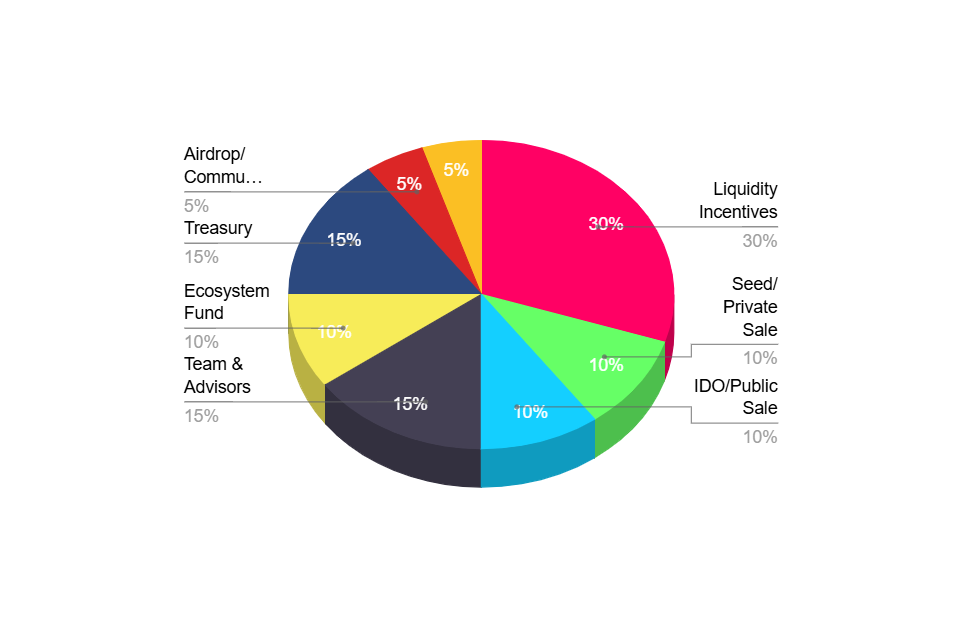 Airdrop/
Commu…
5%
Treasury
15%
Ecosystem
Fund
10%
Team &
Advisors
15%
5%
5%
15%
10%
15%
30%
10%
10%
Liquidity
Incentives
30%
Seed/
Private
Sale
10%
IDO/Public
Sale
10%